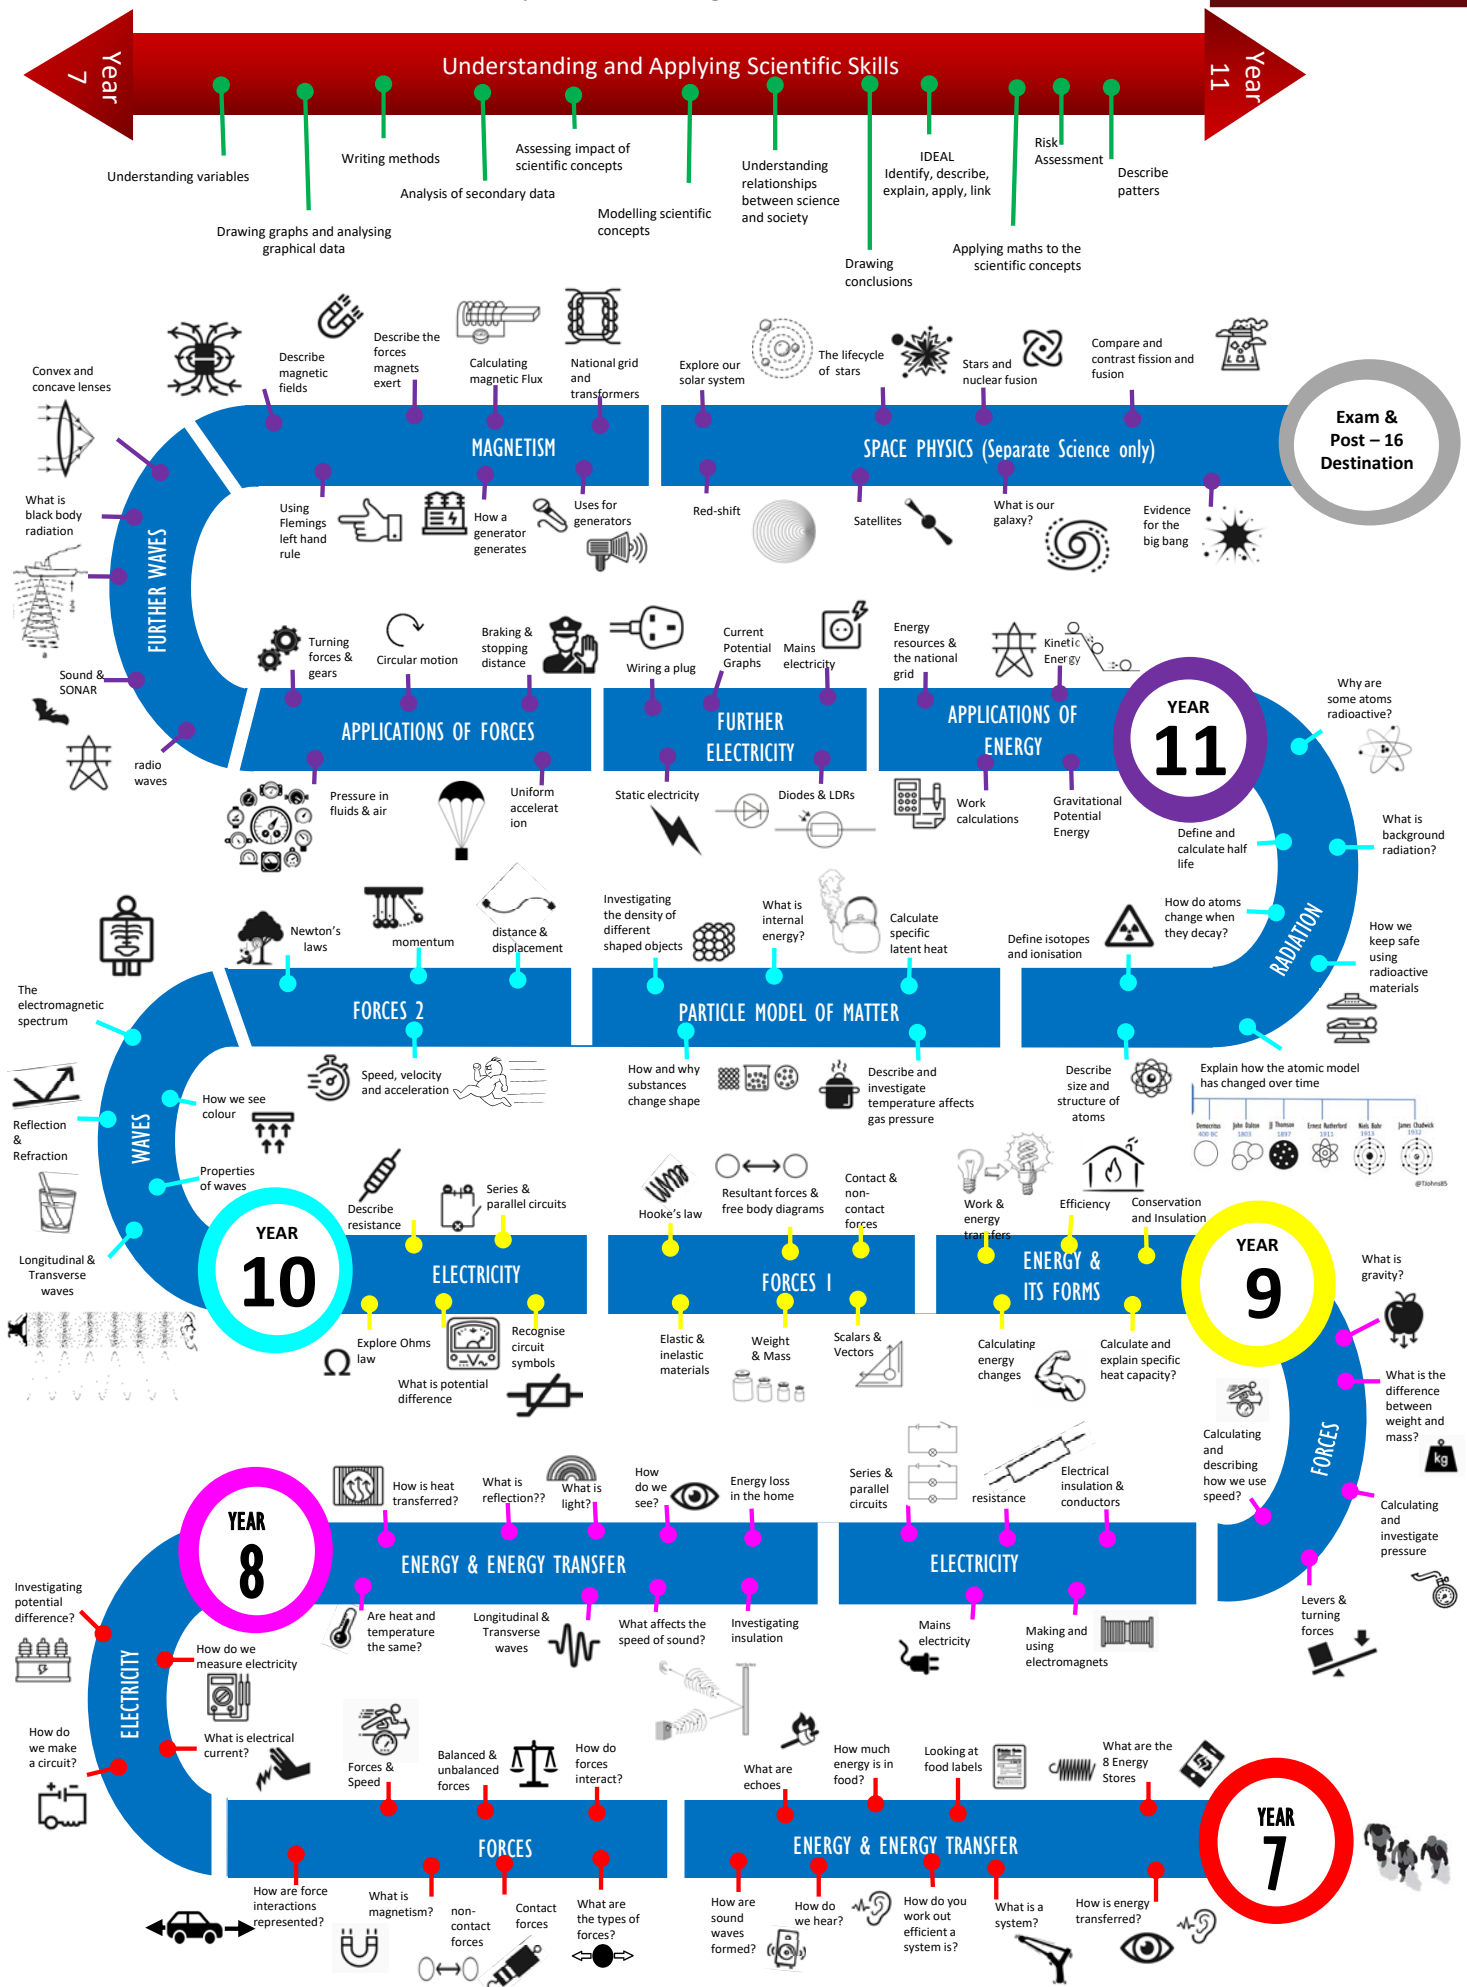 Year
7
Understanding and Applying Scientific Skills
Year
11
Understanding variables
Drawing graphs and analysing
graphical data
Writing methods
Analysis of secondary data
Assessing impact of
scientific concepts
Modelling scientific
concepts
Understanding
relationships
between science
and society
Drawing
conclusions
IDEAL
Identify, describe,
explain, apply, link
Applying maths to the
scientific concepts
Risk
Assessment
Describe
patters
Convex and
concave lenses
Describe
magnetic
fields
Describe the
forces
magnets
exert
Calculating
magnetic Flux
National grid
and
transformers
Explore our
solar system
The lifecycle
of stars
Stars and
nuclear fusion
Compare and
contrast fission and
fusion
Exam &
Post – 16
Destination
MAGNETISM
SPACE PHYSICS (Separate Science only)
What is
black body
radiation
FURTHER WAVES
Sound &
SONAR
radio
waves
Using
Flemings
left hand
rule
How a
generator
generates
Uses for
generators
Red-shift
Satellites
What is our
galaxy?
Evidence
for the
big bang
Turning
forces &
gears
Circular motion
Braking &
stopping
distance
Wiring a plug
Current
Potential
Graphs
Mains
electricity
Energy
resources &
the national
grid
Kinetic
Energy
APPLICATIONS OF FORCES
FURTHER
ELECTRICITY
APPLICATIONS OF
ENERGY
YEAR
11
Pressure in
fluids & air
Uniform
accelerat
ion
Static electricity
Diodes & LDRs
Work
calculations
Gravitational
Potential
Energy
Why are
some atoms
radioactive?
What is
background
radiation?
Define and
calculate half
life
How do atoms
change when
they decay?
How we
keep safe
using
radioactive
materials
RADIATION
Define isotopes
and ionisation
Newton's
laws
momentum
distance &
displacement
Investigating
the density of
different
shaped objects
What is
internal
energy?
Calculate
specific
latent heat
FORCES 2
PARTICLE MODEL OF MATTER
Speed, velocity
and acceleration
How and why
substances
change shape
Describe and
investigate
temperature affects
gas pressure
Describe
size and
structure of
atoms
Explain how the atomic model
has changed over time
Democritus
400 BC
John Dalton
1803
JJ Thomson
1897
Ernest Rutherford
1911
Niels Bohr
1913
James Chadwick
1932
@TJohns85
The
electromagnetic
spectrum
Reflection
&
Refraction
How we see
colour
WAVES
Properties
of waves
Longitudinal &
Transverse
waves
YEAR
10
Describe
resistance
Series &
parallel circuits
Hooke's law
Resultant forces &
free body diagrams
Contact &
non-
contact
forces
Work &
energy
transfers
Efficiency
Conservation
and Insulation
ELECTRICITY
FORCES 1
ENERGY &
ITS FORMS
YEAR
9
Explore Ohms
law
Ω
What is potential
difference
Recognise
circuit
symbols
Elastic &
inelastic
materials
Weight
& Mass
Scalars &
Vectors
Calculating
energy
changes
Calculate and
explain specific
heat capacity?
What is
gravity?
What is the
difference
between
weight and
mass?
kg
Calculating
and
describing
how we use
speed?
FORCES
Calculating
and
investigate
pressure
Levers &
turning
forces
YEAR
8
How is heat
transferred?
What is
reflection??
What is
light?
How
do we
see?
Energy loss
in the home
Series &
parallel
circuits
resistance
Electrical
insulation &
conductors
ENERGY & ENERGY TRANSFER
ELECTRICITY
Are heat and
temperature
the same?
Longitudinal &
Transverse
waves
What affects the
speed of sound?
Investigating
insulation
Mains
electricity
Making and
using
electromagnets
Investigating
potential
difference?
How do we
measure electricity
ELECTRICITY
How do
we make
a circuit?
What is electrical
current?
Forces &
Speed
Balanced &
unbalanced
forces
How do
forces
interact?
What are
echoes
How much
energy is in
food?
Looking at
food labels
What are the
8 Energy
Stores
FORCES
ENERGY & ENERGY TRANSFER
YEAR
7
How are force
interactions
represented?
What is
magnetism?
non-
contact
forces
Contact
forces
What are
the types of
forces?
How are
sound
waves
formed?
How do
we hear?
How do you
work out
efficient a
system is?
What is a
system?
How is energy
transferred?